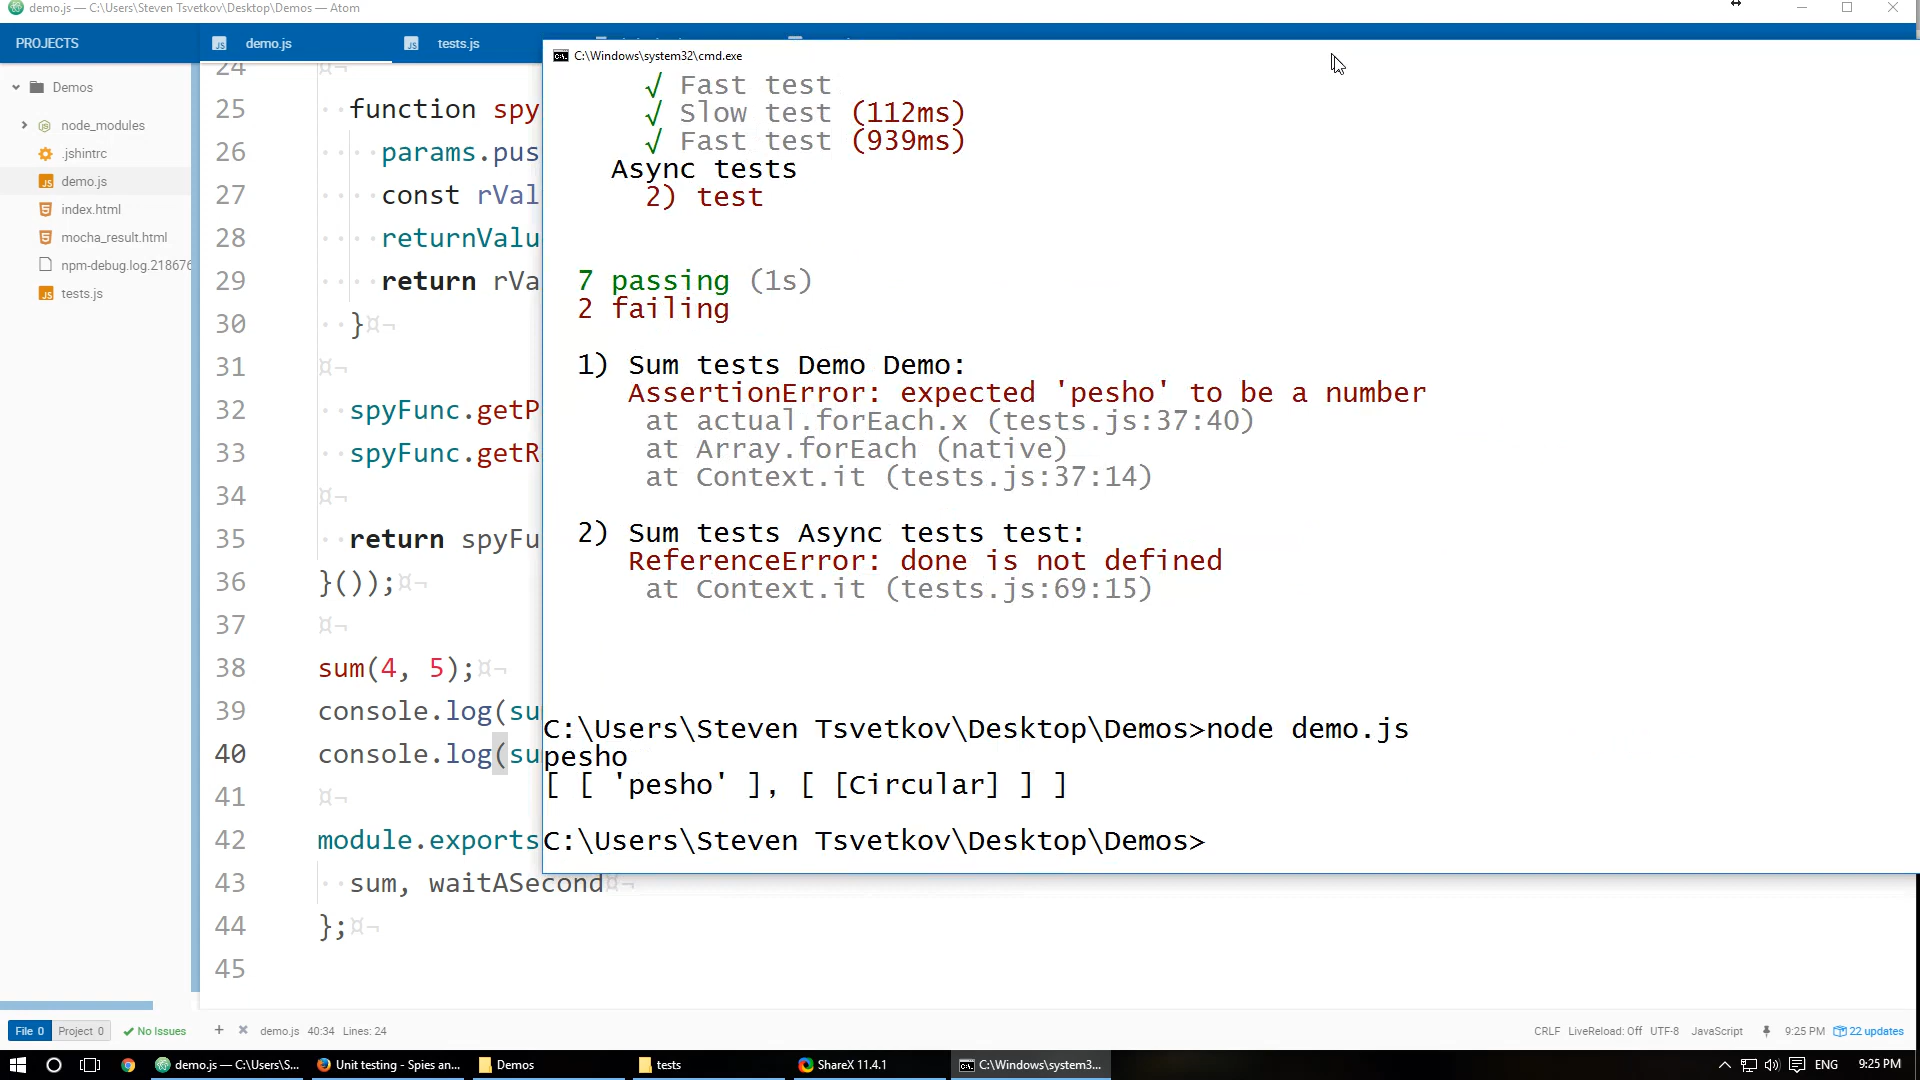 demo.js — C:\Users\Steven Tsvetkov\Desktop\Demos — Atom
PROJECTS
demo.js
tests.js
Demos
node_modules
.jshintrc
demo.js
index.html
mocha_result.html
npm-debug.log.218676
tests.js
24
25 function spy
26 params.pus
27 const rVal
28 returnValu
29 return rVa
30 }
31
32 spyFunc.getP
33 spyFunc.getR
34
35 return spyFu
36 }());
37
38 sum(4, 5);
39 console.log(su
40 console.log(su
41
42 module.exports
43 sum, waitASecond
44 };
45
C:\Windows\system32\cmd.exe
√ Fast test
√ Slow test (112ms)
√ Fast test (939ms)
Async tests
2) test
7 passing (1s)
2 failing
1) Sum tests Demo Demo:
AssertionError: expected 'pesho' to be a number
at actual.forEach.x (tests.js:37:40)
at Array.forEach (native)
at Context.it (tests.js:37:14)
2) Sum tests Async tests test:
ReferenceError: done is not defined
at Context.it (tests.js:69:15)
C:\Users\Steven Tsvetkov\Desktop\Demos>node demo.js
pesho
[ [ 'pesho' ], [ [Circular] ] ]
C:\Users\Steven Tsvetkov\Desktop\Demos>
File 0 Project 0 No Issues + demo.js 40:34 Lines: 24
CRLF LiveReload: Off UTF-8 JavaScript 9:25 PM 22 updates
demo.js — C:\Users\S... Unit testing - Spies an... Demos tests ShareX 11.4.1 C:\Windows\system3... ENG 9:25 PM